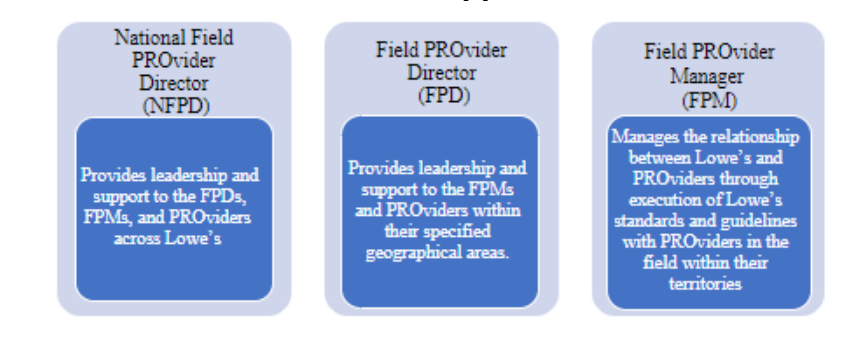 National Field
PROvider
Director
(NFPD)
Provides leadership and
support to the FPDs,
FPMs, and PROviders
across Lowe's
Field PROvider
Director
(FPD)
Provides leadership and
support to the FPMs
and PROviders within
their specified
geographical areas.
Field PROvider
Manager
(FPM)
Manages the relationship
between Lowe's and
PROviders through
execution of Lowe's
standards and guidelines
with PROviders in the
field within their
territories